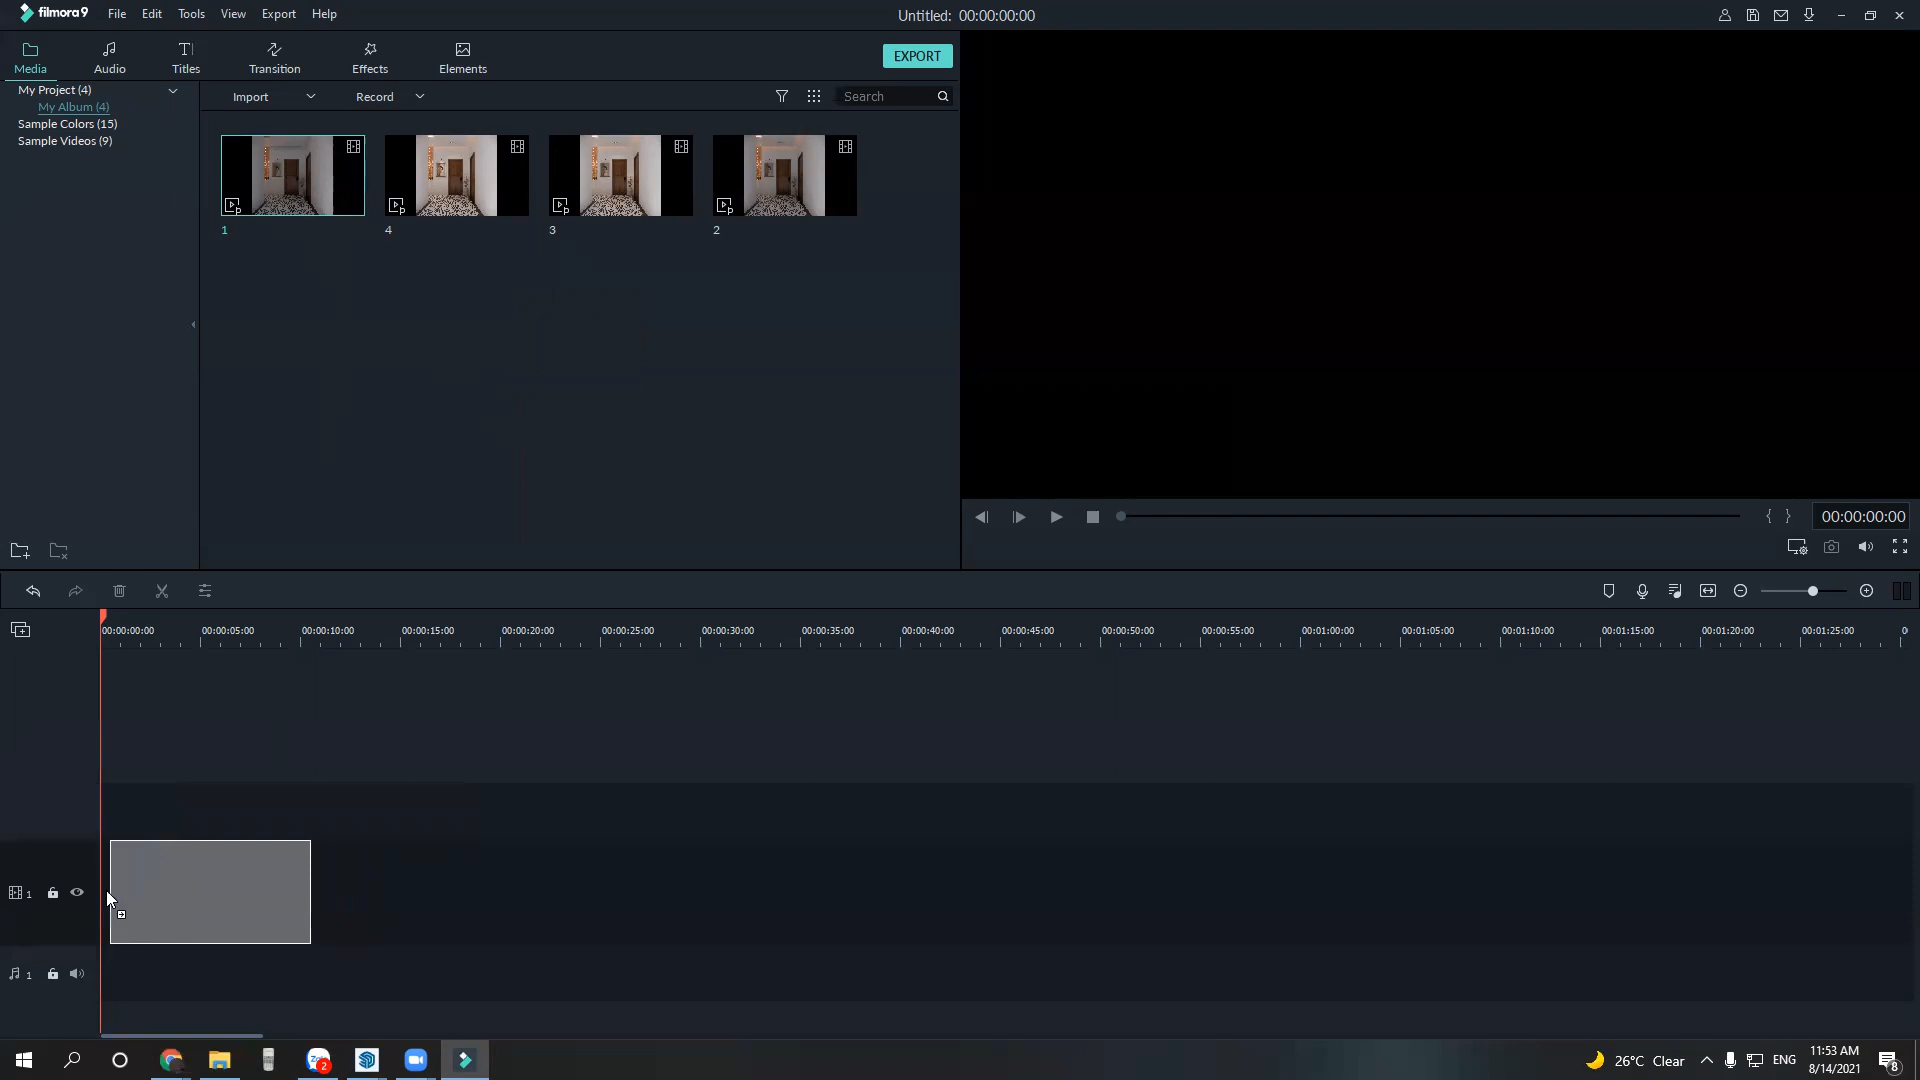 filmora9 File Edit Tools View Export Help
Untitled: 00:00:00:00
Media Audio Titles Transition Effects Elements
EXPORT
My Project (4)
My Album (4)
Sample Colors (15)
Sample Videos (9)
Import Record Search
1 4 3 2
00:00:00:00
00:00:00:00 00:00:05:00 00:00:10:00 00:00:15:00 00:00:20:00 00:00:25:00 00:00:30:00 00:00:35:00 00:00:40:00 00:00:45:00 00:00:50:00 00:00:55:00 00:01:00:00 00:01:05:00 00:01:10:00 00:01:15:00 00:01:20:00 00:01:25:00 0
1
1
2
26°C Clear
ENG
11:53 AM
8/14/2021
8